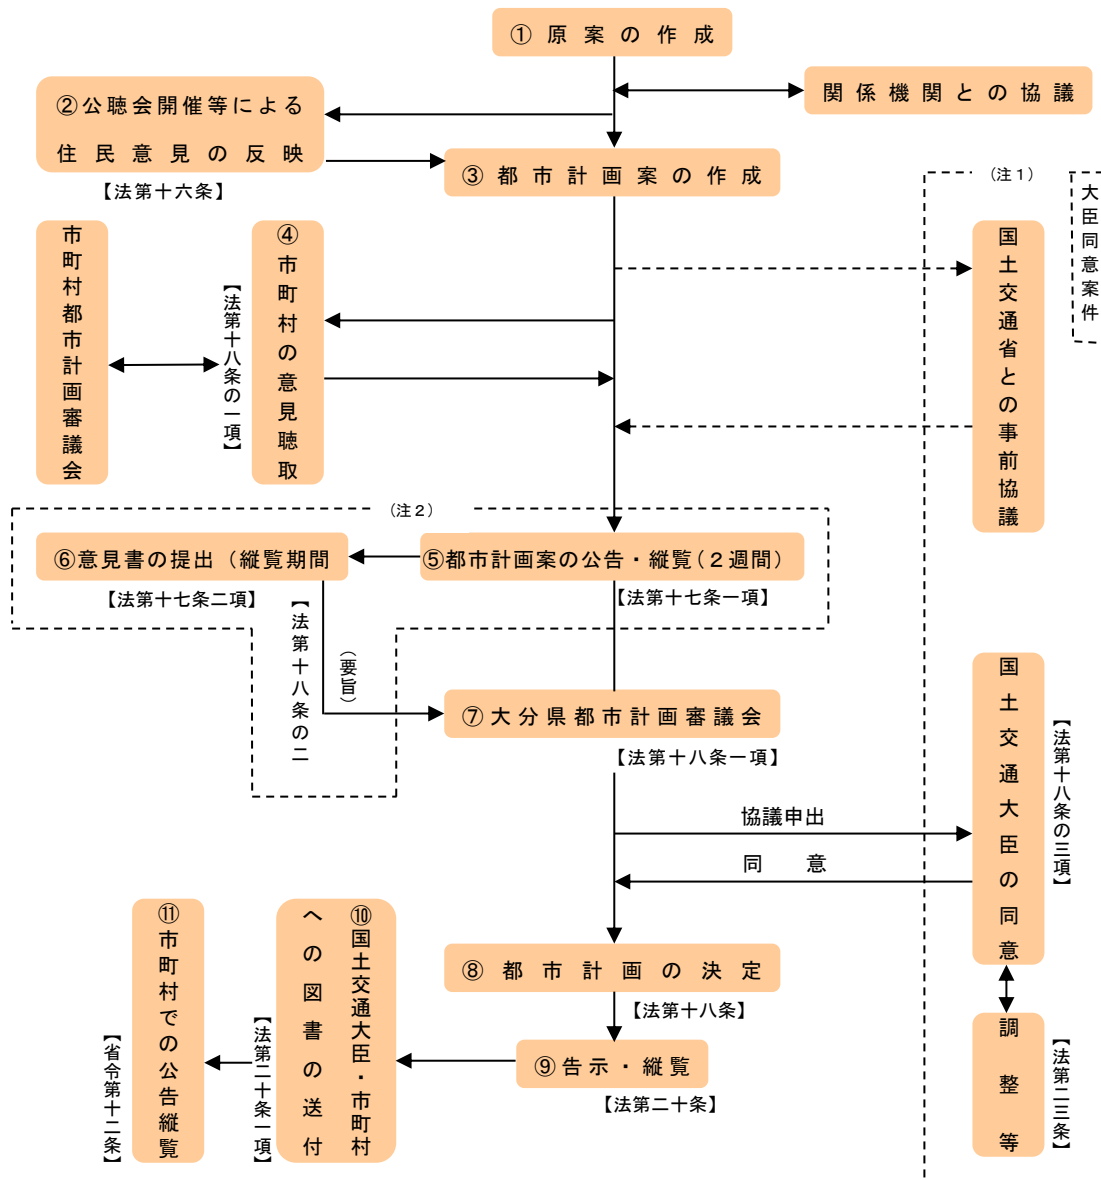 ①原案の作成
関係機関との協議
②公聴会開催等による
住民意見の反映
【法第十六条】
③都市計画案の作成
（注１）
大臣同意案件
市町村都市計画審議会
【法第十八条の一項】
④市町村の意見聴取
国土交通省との事前協議
（注２）
⑥意見書の提出（縦覧期間
【法第十七条二項】
⑤都市計画案の公告・縦覧（２週間）
【法第十七条一項】
【法第十八条の二
（要旨）
⑦大分県都市計画審議会
【法第十八条一項】
国土交通大臣の同意
【法第十八条の三項】
協議申出
同意
⑧都市計画の決定
【法第十八条】
⑨告示・縦覧
【法第二十条】
⑩国土交通大臣・市町村
への図書の送付
【法第二十条一項】
⑪市町村での公告縦覧
【省令第十二条】
調整等
【法第二三条】